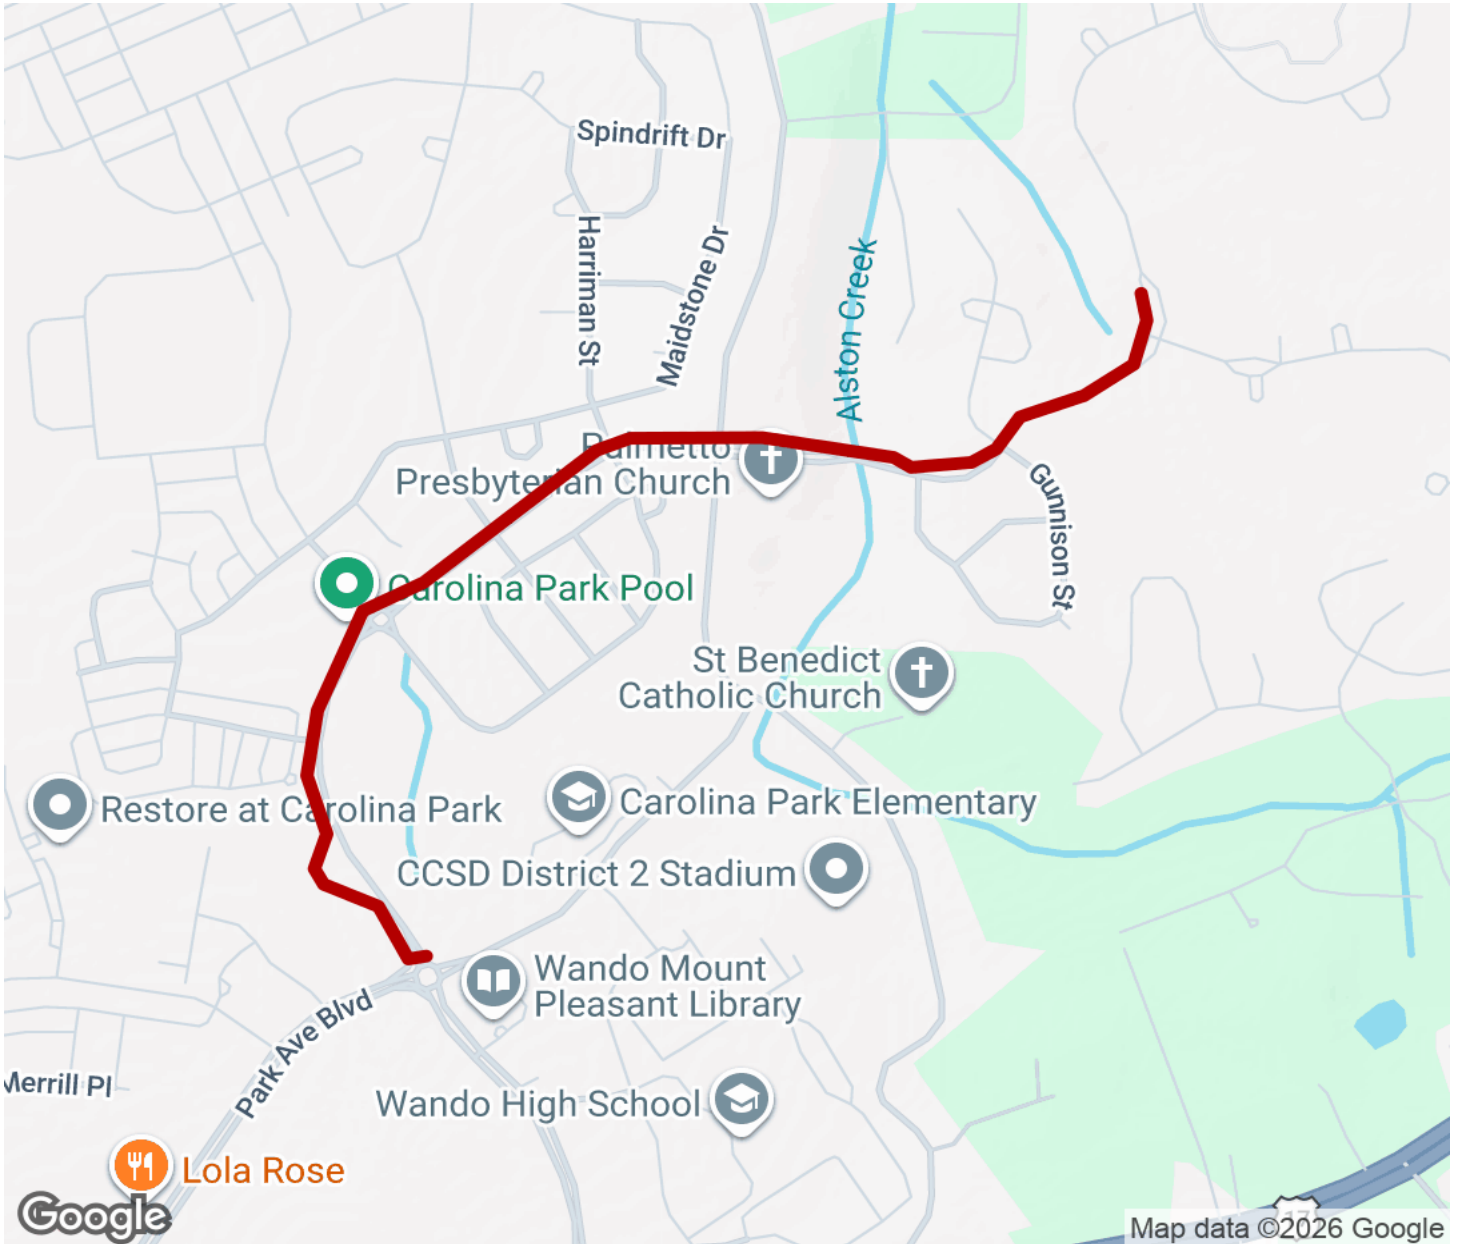 Spindrift Dr
Harriman St
Maidstone Dr
Alston Creek
Palmetto
Presbyterian Church
Gunnison St
Carolina Park Pool
St Benedict
Catholic Church
Restore at Carolina Park
Carolina Park Elementary
CCSD District 2 Stadium
Wando Mount
Pleasant Library
Park Ave Blvd
Merrill Pl
Wando High School
Lola Rose
Google
17
Map data ©2026 Google